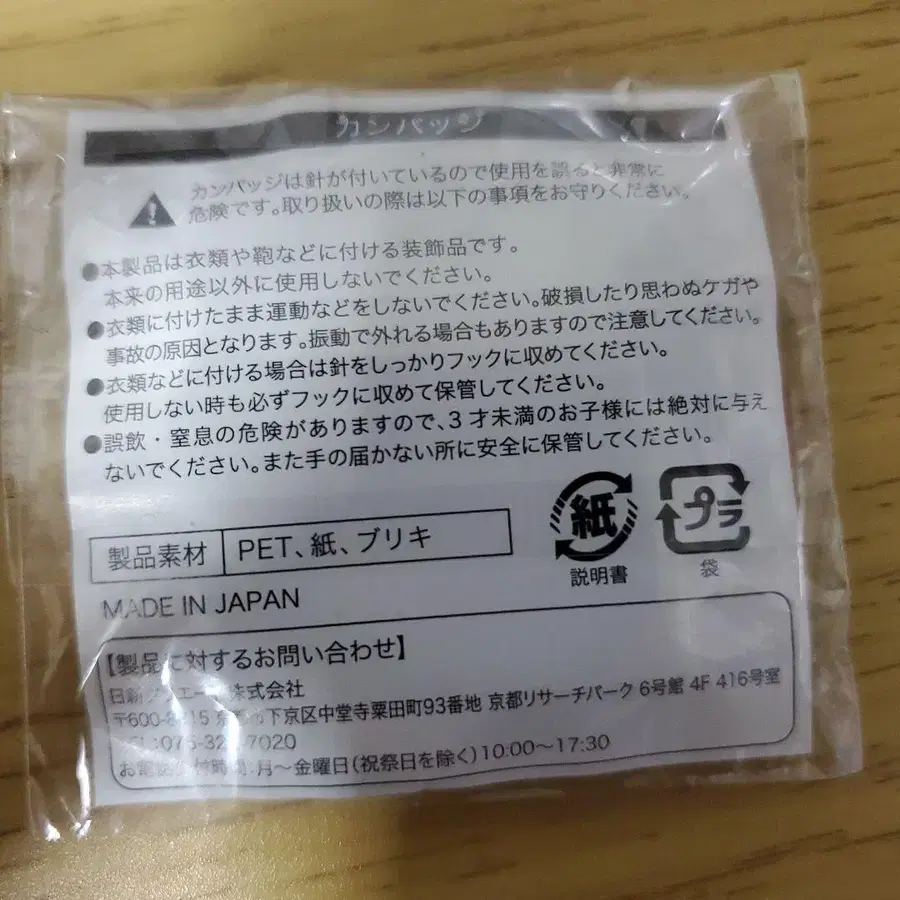 カンバッジ
カンバッジは針が付いているので使用を誤ると非常に
危険です。取り扱いの際は以下の事項をお守りください。
●本製品は衣類や鞄などに付ける装飾品です。
本来の用途以外に使用しないでください。
●衣類に付けたまま運動などをしないでください。破損したり思わぬケガや
事故の原因となります。振動で外れる場合もありますので注意してください。
●衣類などに付ける場合は針をしっかりフックに収めてください。
使用しない時も必ずフックに収めて保管してください。
●誤飲・窒息の危険がありますので、3才未満のお子様には絶対に与え
ないでください。また手の届かない所に安全に保管してください。
製品素材 PET、紙、ブリキ
紙
説明書
プラ
袋
MADE IN JAPAN
【製品に対するお問い合わせ】
日新 株式会社
下京区中堂寺粟田町93番地 京都リサーチパーク 6号館 4F 416号室
7020
お電話受付時間:月〜金曜日(祝祭日を除く)10:00〜17:30